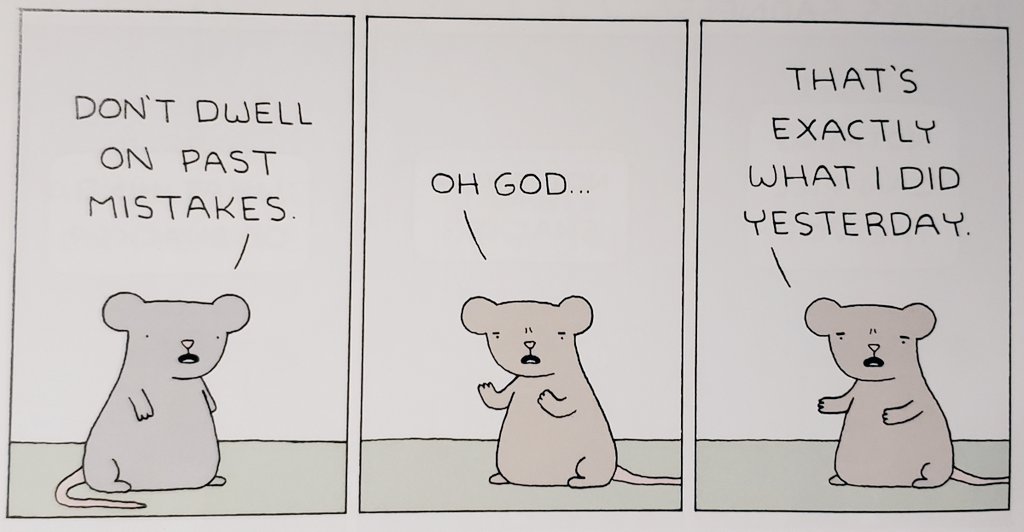 DON'T DWELL
ON PAST
MISTAKES.
OH GOD...
THAT'S
EXACTLY
WHAT I DID
YESTERDAY.